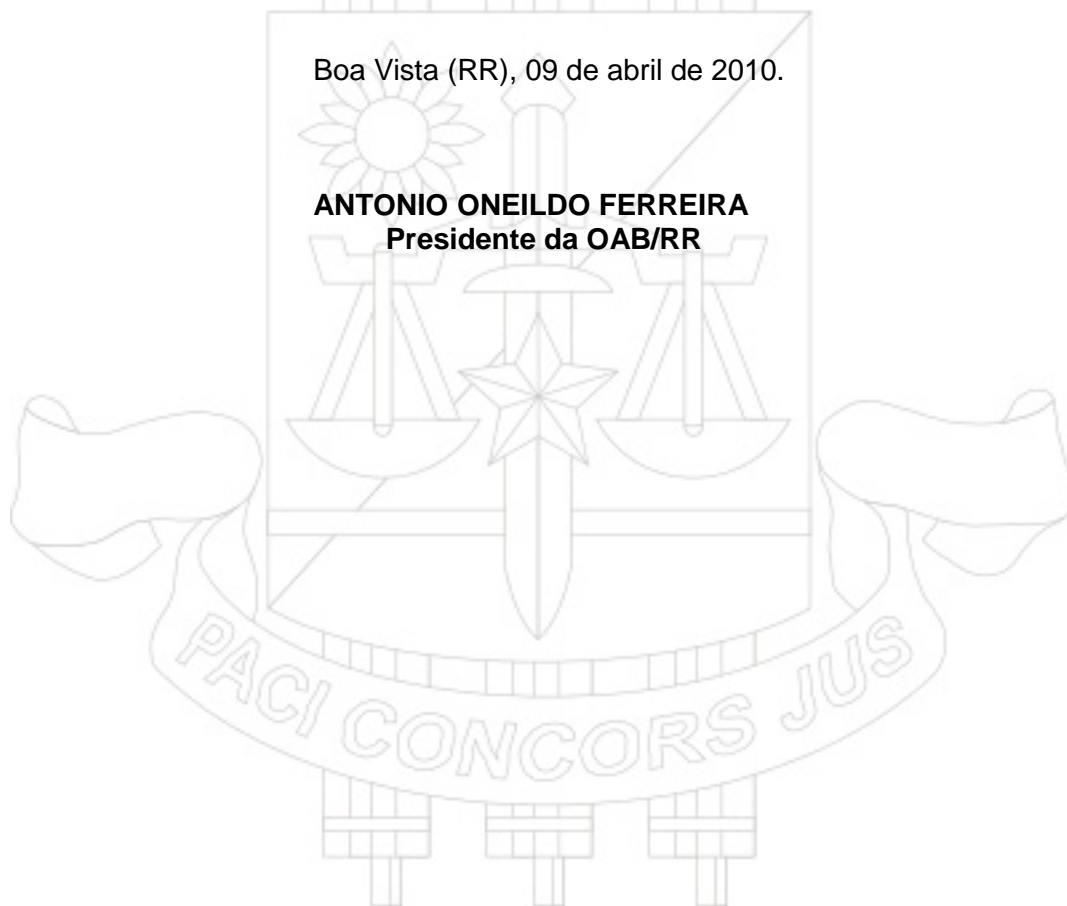 Boa Vista (RR), 09 de abril de 2010.
ANTONIO ONEILDO FERREIRA
Presidente da OAB/RR
PACI CONCORS JUS